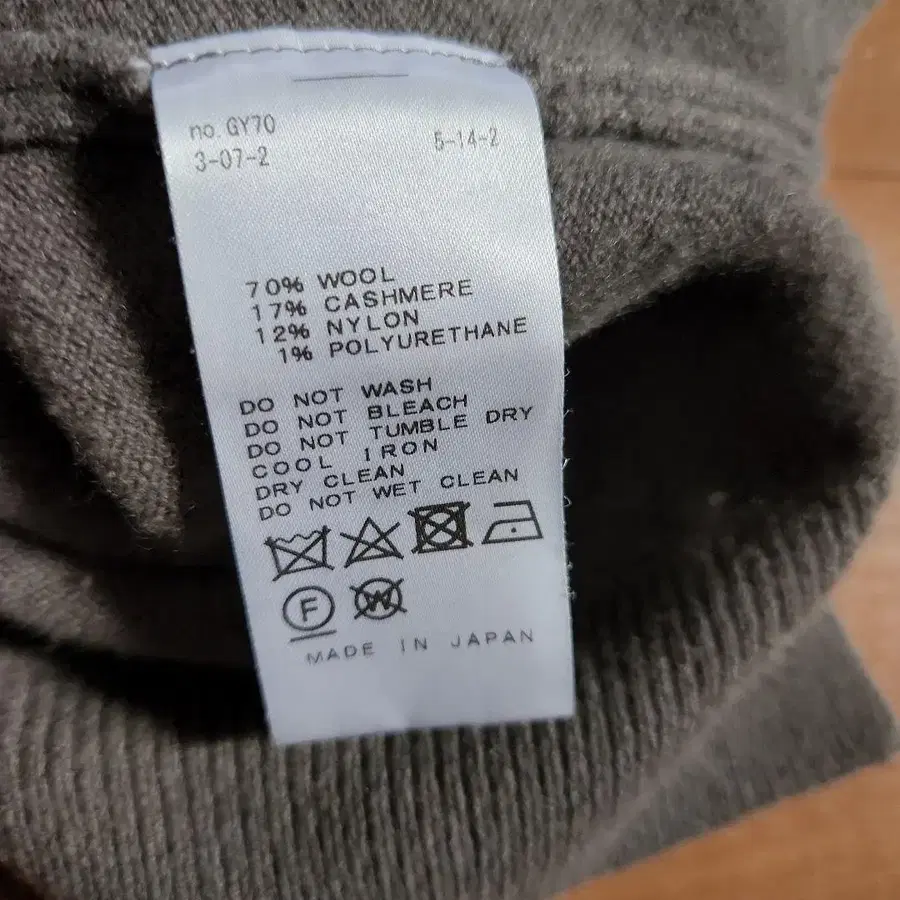 no. GY70
3-07-2
5-14-2
70% WOOL
17% CASHMERE
12% NYLON
1% POLYURETHANE
DO NOT WASH
DO NOT BLEACH
DO NOT TUMBLE DRY
COOL IRON
DRY CLEAN
DO NOT WET CLEAN
F W
MADE IN JAPAN